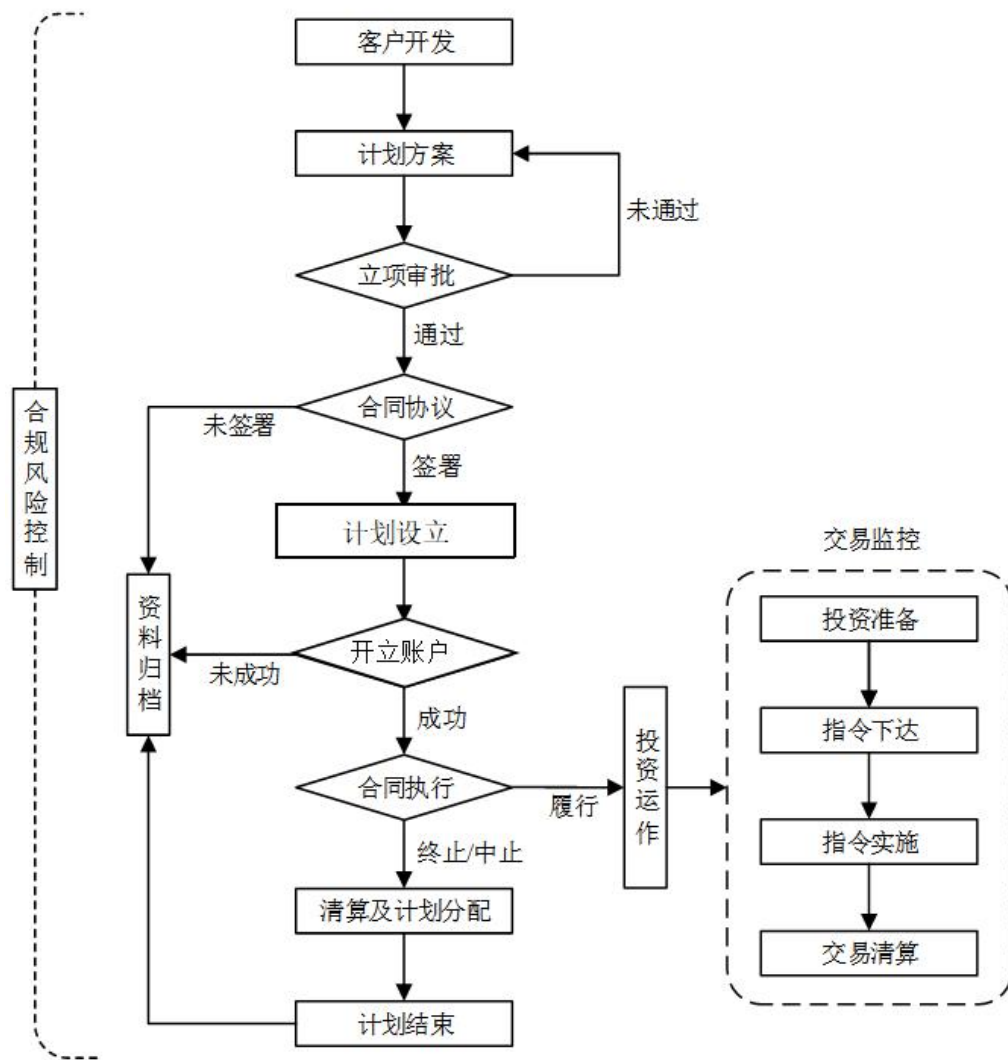 客户开发
计划方案
未通过
立项审批
通过
合同协议
未签署
签署
合规风险控制
计划设立
交易监控
资料归档
开立账户
未成功
成功
投资准备
指令下达
投资运作
合同执行
履行
终止/中止
指令实施
清算及计划分配
交易清算
计划结束